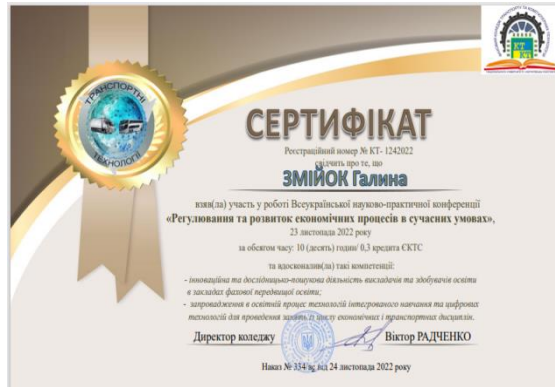 КТ
ТРАНСПОРТНІ
ТЕХНОЛОГІЇ
СЕРТИФІКАТ
Реєстраційний номер № КТ- 1242022
свідчить про те, що
ЗМІЙОК Галина
взяв(ла) участь у роботі Всеукраїнської науково-практичної конференції
«Регулювання та розвиток економічних процесів в сучасних умовах»,
23 листопада 2022 року
за обсягом часу: 10 (десять) годин/ 0,3 кредита ЄКТС
та вдосконалив(ла) такі компетенції:
- інноваційна та дослідницько-пошукова діяльність викладачів та здобувачів освіти
в закладах фахової передвищої освіти;
- запровадження в освітній процес технологій інтегрованого навчання та цифрових
технологій для проведення занять із циклу економічних і транспортних дисциплін.
Директор коледжу Віктор РАДЧЕНКО
Наказ № 334 вс від 24 листопада 2022 року